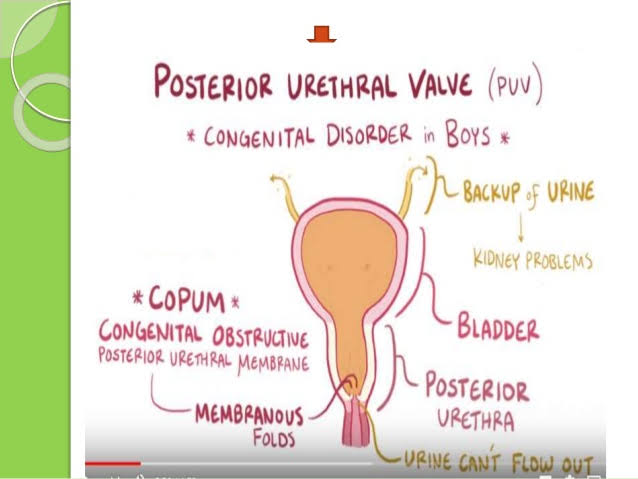 POSTERIOR URETHRAL VALVE (PUV)
* CONGENITAL DISORDER in BOYS *
BACKUP of URINE
KIDNEY PROBLEMS
* COPUM *
CONGENITAL OBSTRUCTIVE
POSTERIOR URETHRAL MEMBRANE
BLADDER
POSTERIOR
URETHRA
MEMBRANOUS
FOLDS
URINE CAN'T FLOW OUT